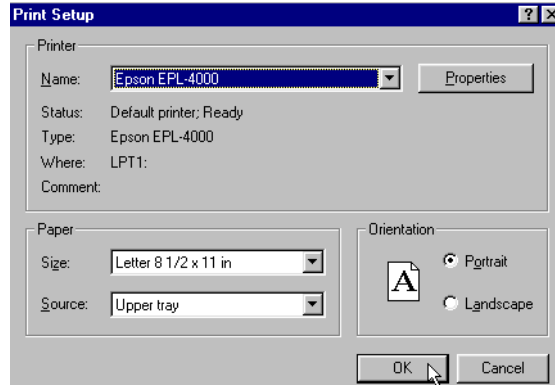 Print Setup
Printer
Name: Epson EPL-4000 Properties
Status: Default printer; Ready
Type: Epson EPL-4000
Where: LPT1:
Comment:
Paper
Size: Letter 8 1/2 x 11 in
Source: Upper tray
Orientation
A
Portrait
Landscape
OK Cancel